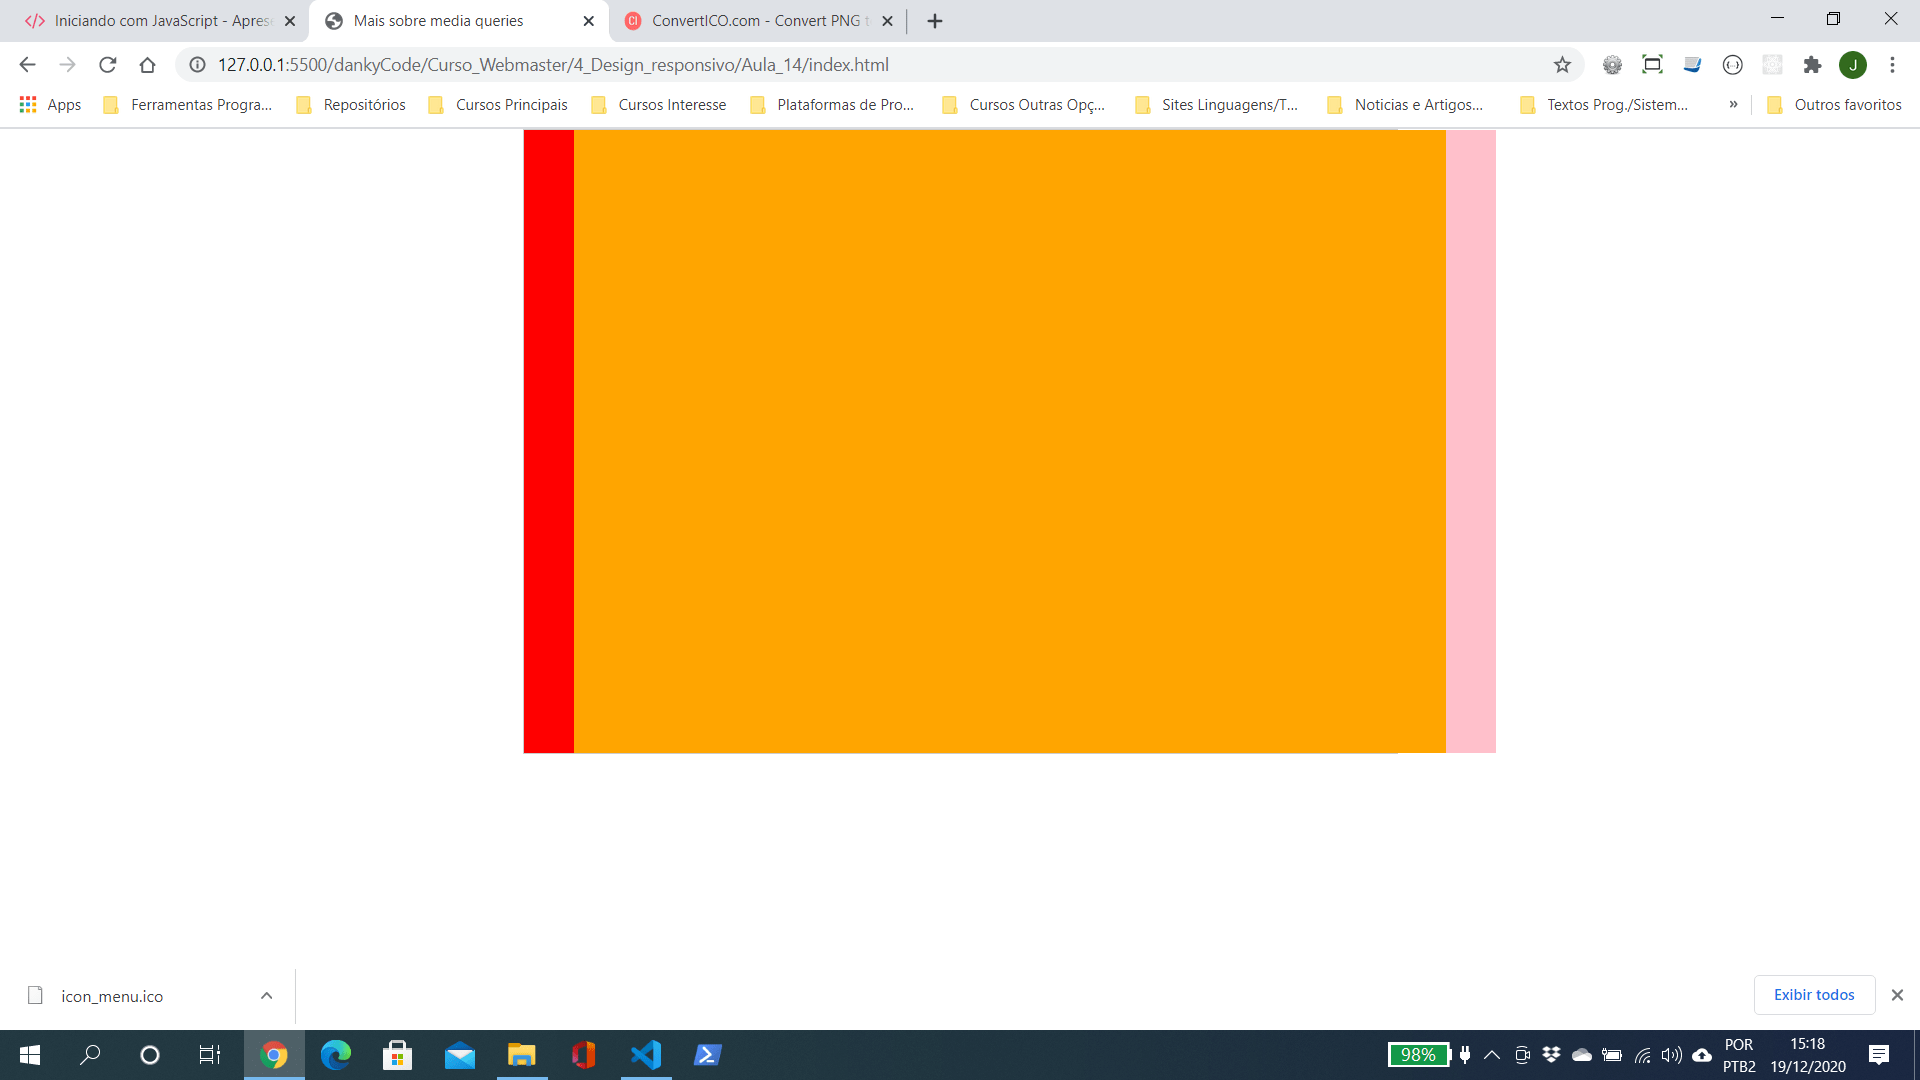 Iniciando com JavaScript - Aprese
Mais sobre media queries
ConvertICO.com - Convert PNG t
127.0.0.1:5500/dankyCode/Curso_Webmaster/4_Design_responsivo/Aula_14/index.html
J
Apps
Ferramentas Progra...
Repositórios
Cursos Principais
Cursos Interesse
Plataformas de Pro...
Cursos Outras Opç...
Sites Linguagens/T...
Noticias e Artigos...
Textos Prog./Sistem...
»
Outros favoritos
icon_menu.ico
Exibir todos
98%
POR
PTB2
15:18
19/12/2020